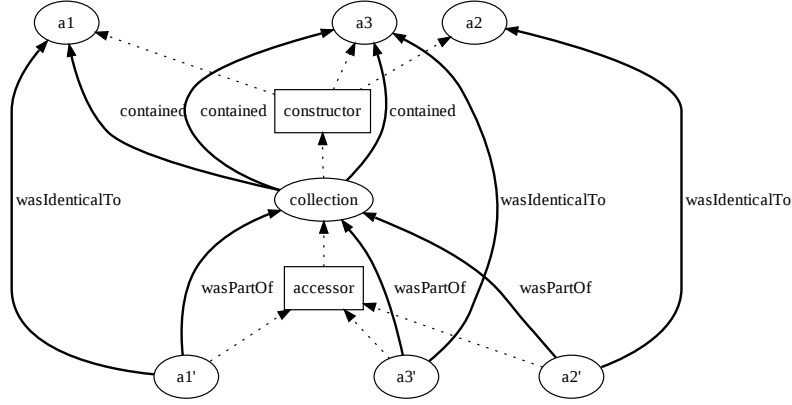 a1
a3
a2
contained
contained
constructor
contained
wasIdenticalTo
collection
wasIdenticalTo
wasIdenticalTo
wasPartOf
accessor
wasPartOf
wasPartOf
a1'
a3'
a2'